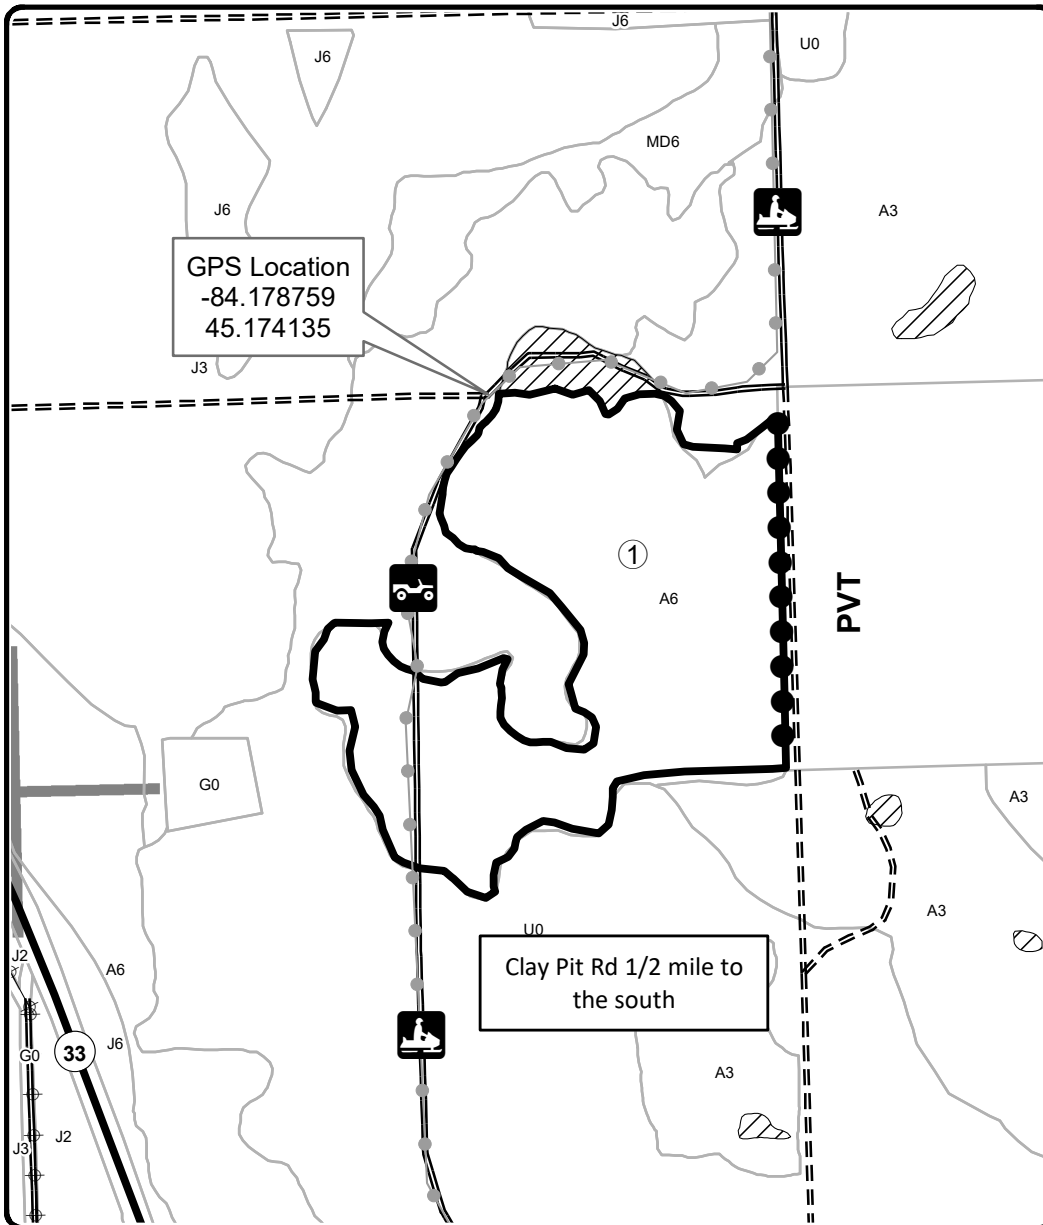 J6
J6
U0
MD6
J6
A3
GPS Location
-84.178759
45.174135
J3
1
A6
PVT
G0
A3
A3
U0
J2
A6
Clay Pit Rd 1/2 mile to
the south
J6
G0
33
A3
J3
J2